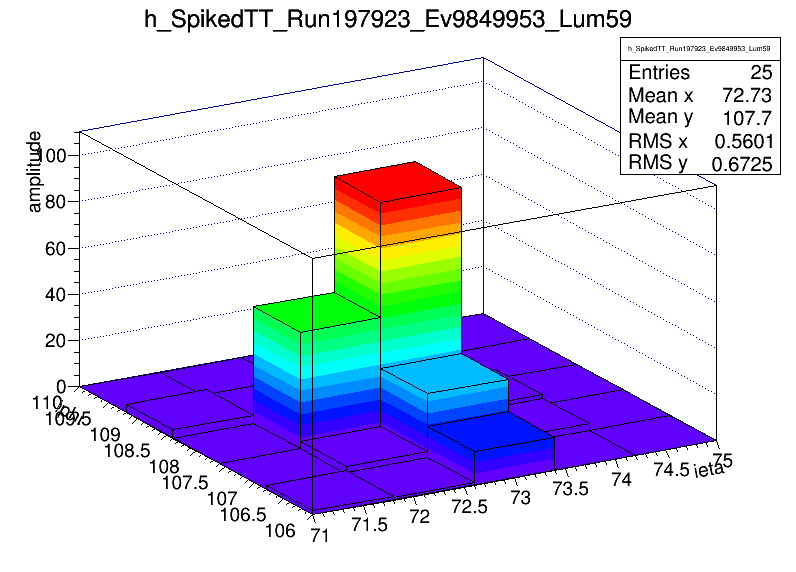 h_SpikedTT_Run197923_Ev9849953_Lum59
h_SpikedTT_Run197923_Ev9849953_Lum59
Entries 25
Mean x 72.73
Mean y 107.7
RMS x 0.5601
RMS y 0.6725
amplitude
100
80
60
40
20
0
110
109.5
109
108.5
108
107.5
107
106.5
106
71
71.5
72
72.5
73
73.5
74
74.5
75
ieta